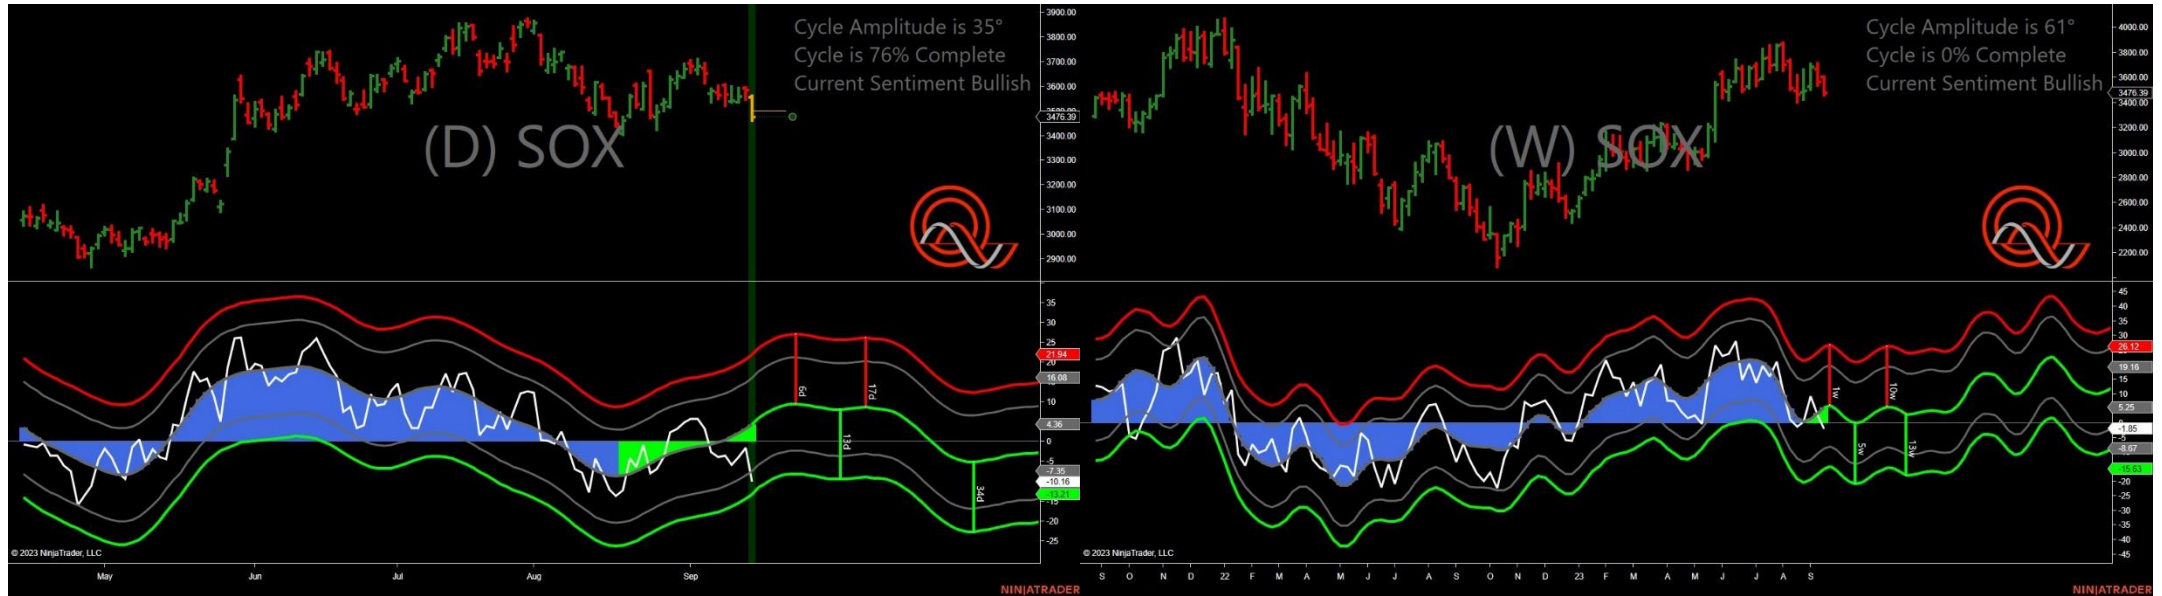 Cycle Amplitude is 35°
Cycle is 76% Complete
Current Sentiment Bullish
(D) SOX
3900.00
3800.00
3700.00
3600.00
3476.39
3400.00
3300.00
3200.00
3100.00
3000.00
2900.00
35
30
25
21.94
16.08
10
4.36
0
-5
-7.35
-10.16
-13.21
-20
-25
6d
17d
13d
34d
© 2023 NinjaTrader, LLC
May Jun Jul Aug Sep
NINJATRADER
Cycle Amplitude is 61°
Cycle is 0% Complete
Current Sentiment Bullish
(W) SOX
4000.00
3800.00
3600.00
3476.39
3400.00
3200.00
3000.00
2800.00
2600.00
2400.00
2200.00
45
40
35
30
26.12
19.16
15
10
5.25
-1.85
-5
-8.67
-15.63
-20
-25
-30
-35
-40
-45
1w
10w
5w
13w
© 2023 NinjaTrader, LLC
S O N D 22 F M A M J J A S O N D 23 F M A M J J A S
NINJATRADER